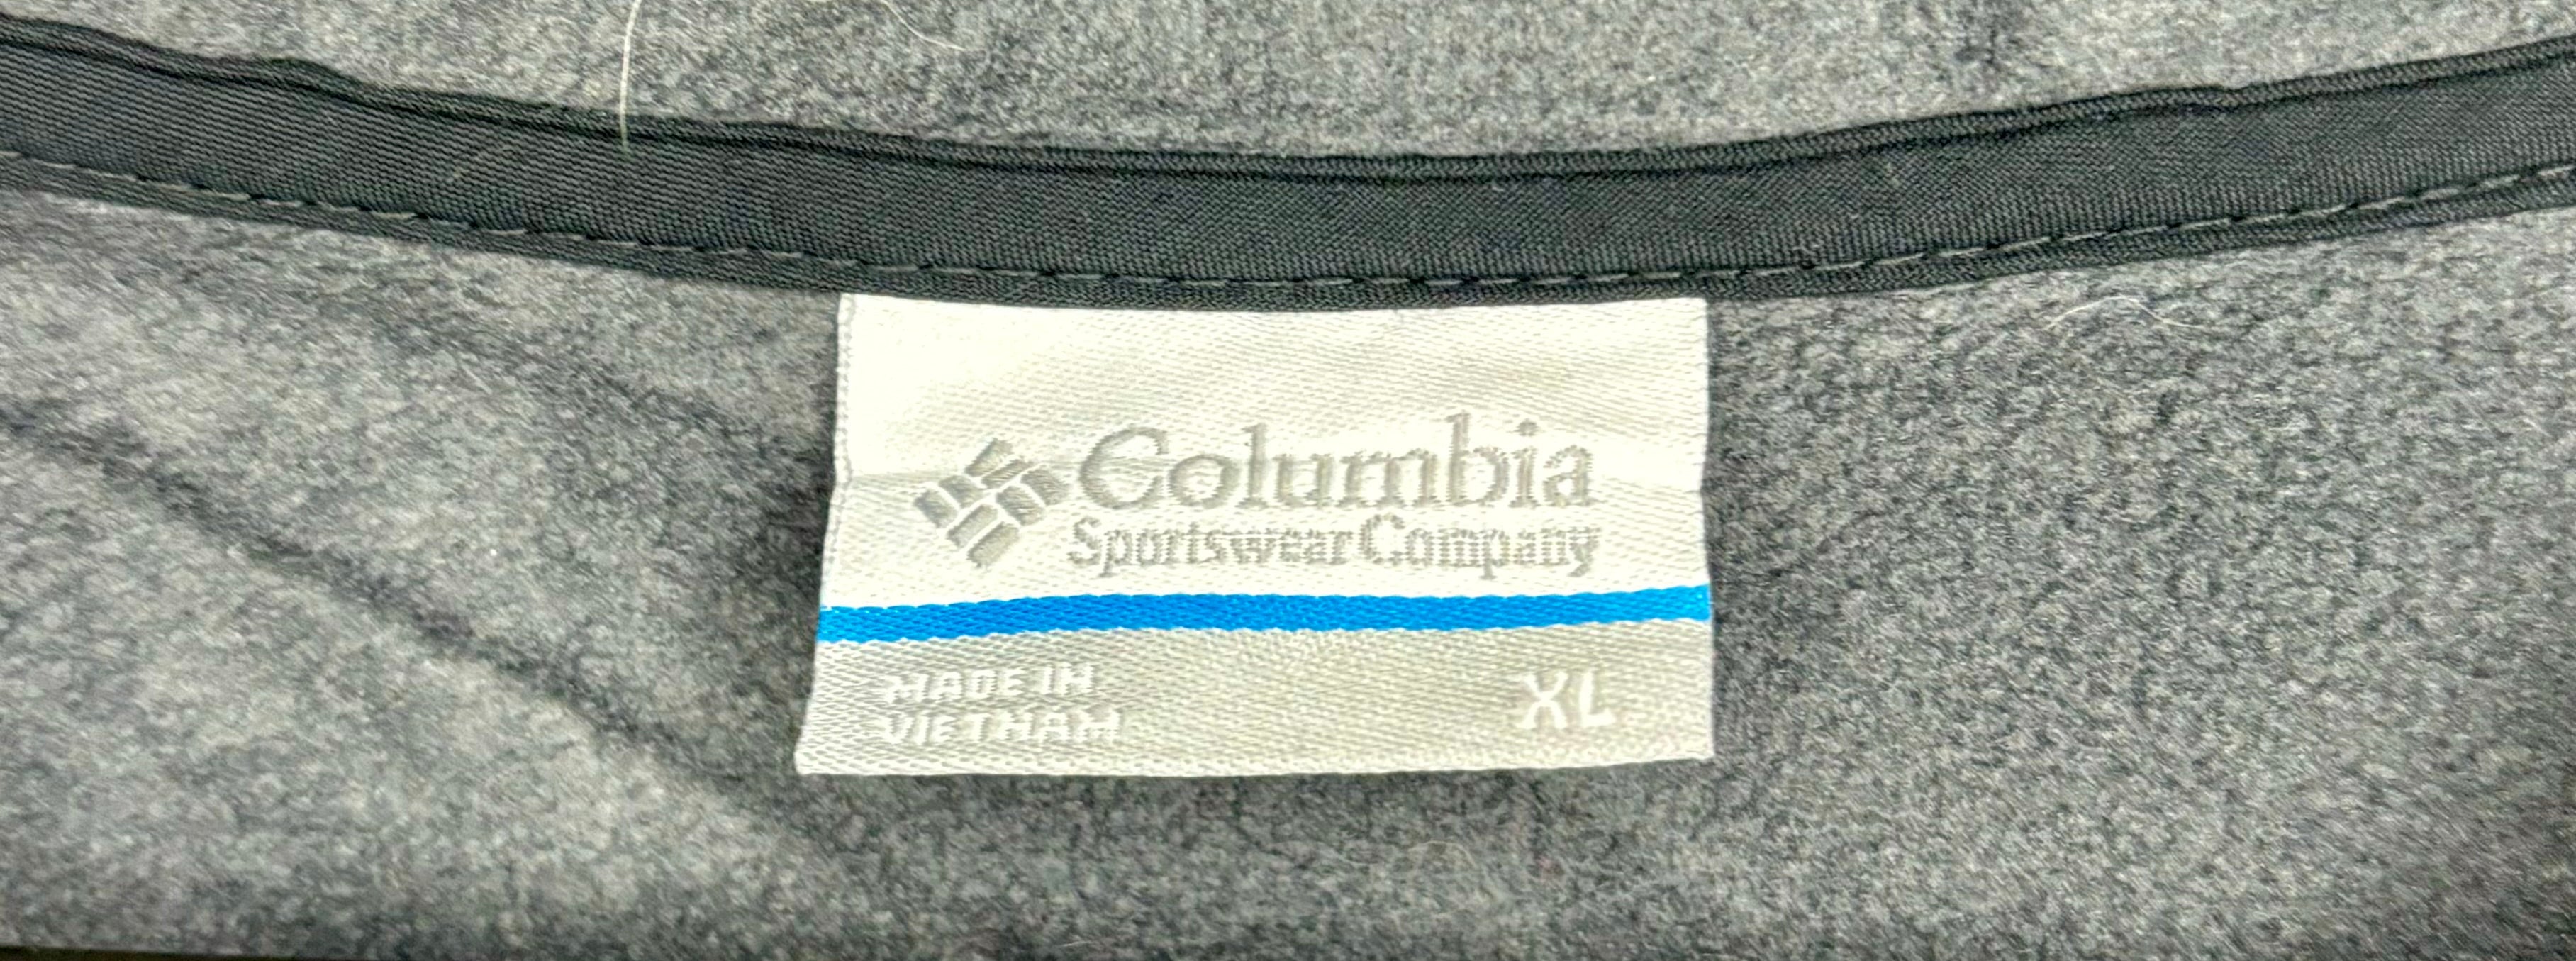 Columbia
Sportswear Company
MADE IN
VIETNAM
XL